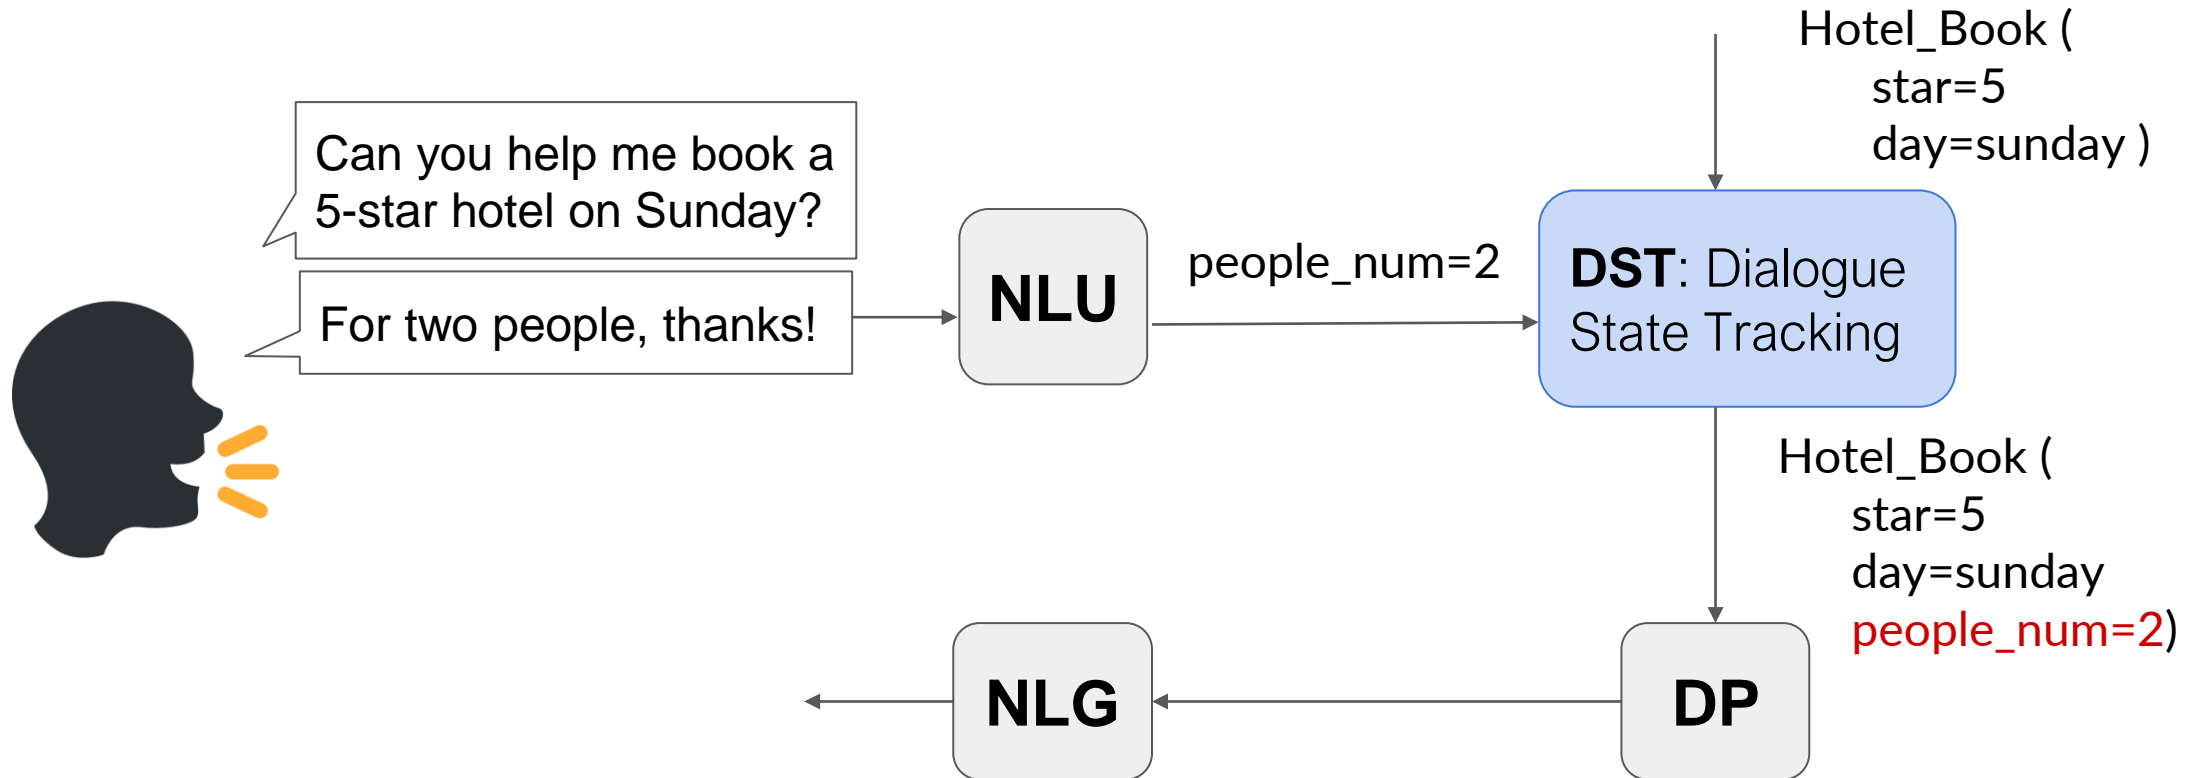 Can you help me book a
5-star hotel on Sunday?
For two people, thanks!
NLU
people_num=2
Hotel_Book (
star=5
day=sunday )
DST: Dialogue
State Tracking
Hotel_Book (
star=5
day=sunday
people_num=2)
DP
NLG